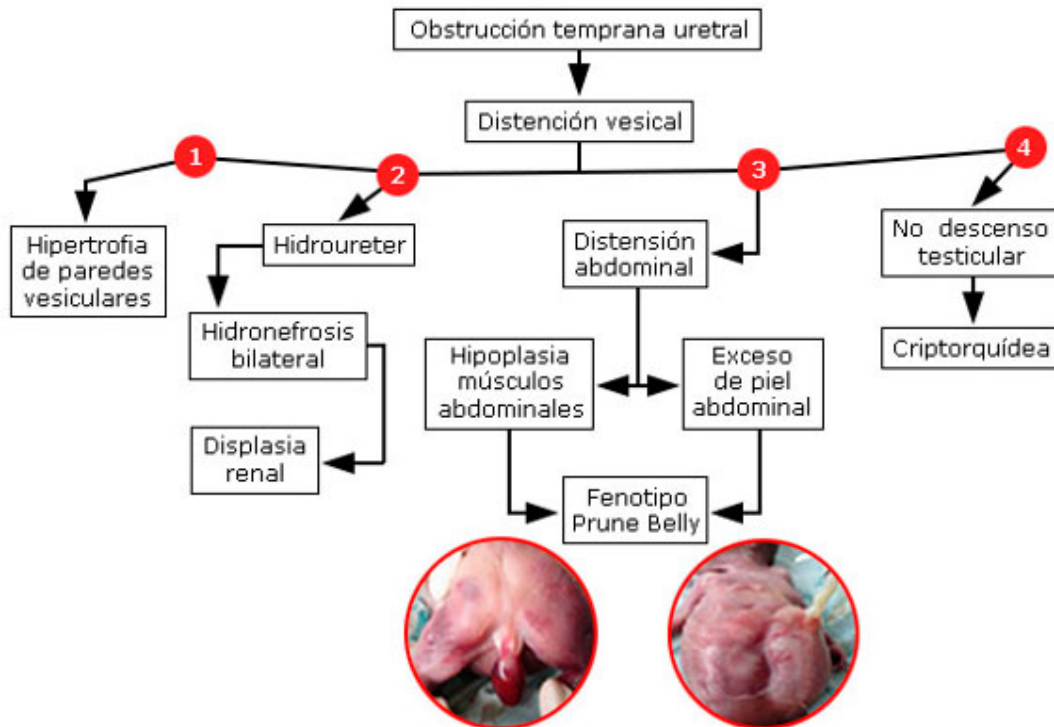 Obstrucción temprana uretral
Distención vesical
1
2
3
4
Hipertrofia
de paredes
vesiculares
Hidroureter
Hidronefrosis
bilateral
Displasia
renal
Distensión
abdominal
Hipoplasia
músculos
abdominales
Exceso
de piel
abdominal
Fenotipo
Prune Belly
No descenso
testicular
Criptorquídea